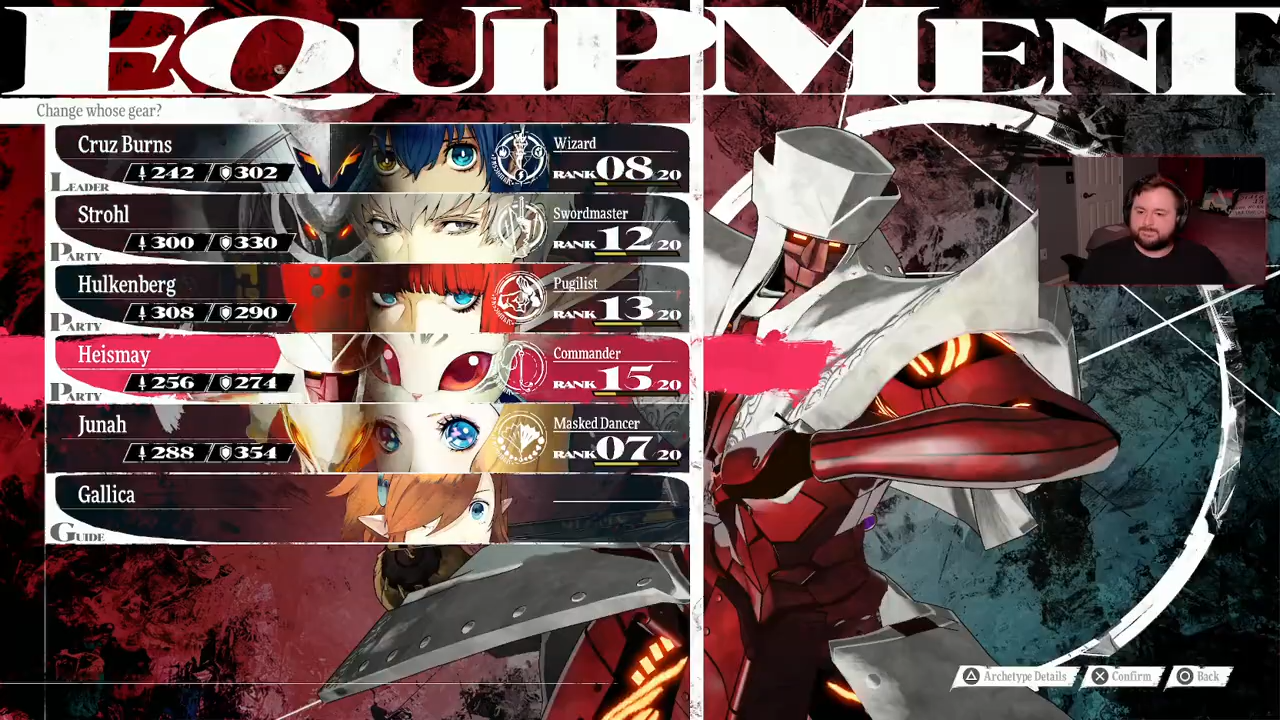 EQUIPMENT
Change whose gear?
Cruz Burns
242 302
LEADER
Wizard
RANK 08/20
Strohl
300 330
PARTY
Swordmaster
RANK 12/20
Hulkenberg
308 290
PARTY
Pugilist
RANK 13/20
Heismay
256 274
PARTY
Commander
RANK 15/20
Junah
288 354
Masked Dancer
RANK 07/20
Gallica
GUIDE
Archetype Details
Confirm
Back